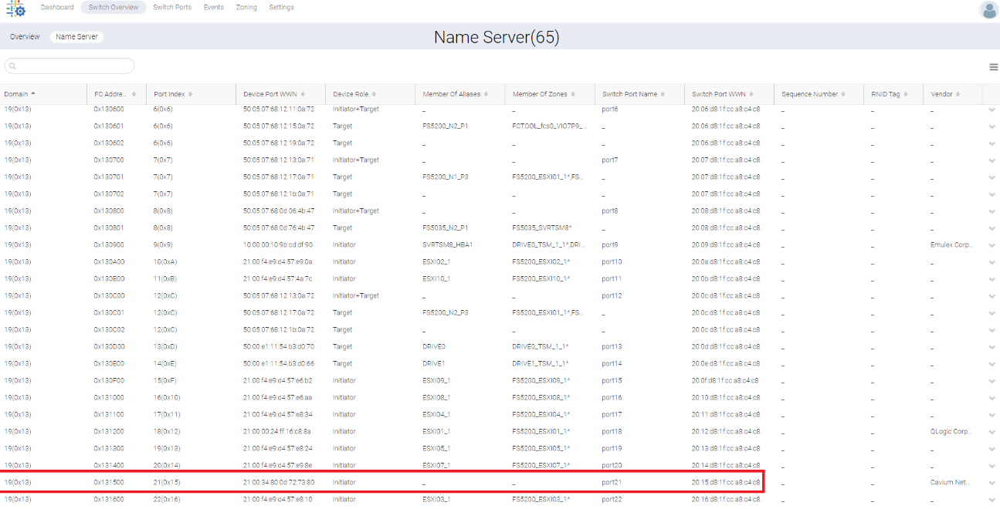 Dashboard Switch Overview Switch Ports Events Zoning Settings
Overview Name Server Name Server(65)
Domain FC Addre... Port Index Device Port WWN Device Role Member Of Aliases Member Of Zones Switch Port Name Switch Port WWN Sequence Number RNID Tag Vendor
19(0x13) 0x130600 6(0x6) 50:05:07:68:12:11:0a:72 Initiator+Target _ _ port6 20:06:d8:1f:cc:a8:c4:c8 _ _ _
19(0x13) 0x130601 6(0x6) 50:05:07:68:12:15:0a:72 Target FS5200_N2_P1 FCTOOL_fcs0_VIO7P9_... _ 20:06:d8:1f:cc:a8:c4:c8 _ _ _
19(0x13) 0x130602 6(0x6) 50:05:07:68:12:19:0a:72 Target _ _ _ 20:06:d8:1f:cc:a8:c4:c8 _ _ _
19(0x13) 0x130700 7(0x7) 50:05:07:68:12:13:0a:71 Initiator+Target _ _ port7 20:07:d8:1f:cc:a8:c4:c8 _ _ _
19(0x13) 0x130701 7(0x7) 50:05:07:68:12:17:0a:71 Target FS5200_N1_P3 FS5200_ESXI01_1*,FS... _ 20:07:d8:1f:cc:a8:c4:c8 _ _ _
19(0x13) 0x130702 7(0x7) 50:05:07:68:12:1b:0a:71 Target _ _ _ 20:07:d8:1f:cc:a8:c4:c8 _ _ _
19(0x13) 0x130800 8(0x8) 50:05:07:68:0d:06:4b:47 Initiator+Target _ _ port8 20:08:d8:1f:cc:a8:c4:c8 _ _ _
19(0x13) 0x130801 8(0x8) 50:05:07:68:0d:76:4b:47 Target FS5035_N2_P1 FS5035_SVRTSM8* _ 20:08:d8:1f:cc:a8:c4:c8 _ _ _
19(0x13) 0x130900 9(0x9) 10:00:00:10:9b:cd:df:90 Initiator SVRTSM8_HBA1 DRIVE0_TSM_1_1*,DRI... port9 20:09:d8:1f:cc:a8:c4:c8 _ _ Emulex Corp...
19(0x13) 0x130A00 10(0xA) 21:00:f4:e9:d4:57:e9:0a Initiator ESXI02_1 FS5200_ESXI02_1* port10 20:0a:d8:1f:cc:a8:c4:c8 _ _ _
19(0x13) 0x130B00 11(0xB) 21:00:f4:e9:d4:57:4a:7c Initiator ESXI10_1 FS5200_ESXI10_1* port11 20:0b:d8:1f:cc:a8:c4:c8 _ _ _
19(0x13) 0x130C00 12(0xC) 50:05:07:68:12:13:0a:72 Initiator+Target _ _ port12 20:0c:d8:1f:cc:a8:c4:c8 _ _ _
19(0x13) 0x130C01 12(0xC) 50:05:07:68:12:17:0a:72 Target FS5200_N2_P3 FS5200_ESXI01_1*,FS... _ 20:0c:d8:1f:cc:a8:c4:c8 _ _ _
19(0x13) 0x130C02 12(0xC) 50:05:07:68:12:1b:0a:72 Target _ _ _ 20:0c:d8:1f:cc:a8:c4:c8 _ _ _
19(0x13) 0x130D00 13(0xD) 50:00:e1:11:54:b3:d0:70 Target DRIVE0 DRIVE0_TSM_1_1* port13 20:0d:d8:1f:cc:a8:c4:c8 _ _ _
19(0x13) 0x130E00 14(0xE) 50:00:e1:11:54:b3:d0:66 Target DRIVE1 DRIVE1_TSM_1_1* port14 20:0e:d8:1f:cc:a8:c4:c8 _ _ _
19(0x13) 0x130F00 15(0xF) 21:00:f4:e9:d4:57:e6:b2 Initiator ESXI09_1 FS5200_ESXI09_1* port15 20:0f:d8:1f:cc:a8:c4:c8 _ _ _
19(0x13) 0x131000 16(0x10) 21:00:f4:e9:d4:57:e6:aa Initiator ESXI08_1 FS5200_ESXI08_1* port16 20:10:d8:1f:cc:a8:c4:c8 _ _ _
19(0x13) 0x131100 17(0x11) 21:00:f4:e9:d4:57:e8:34 Initiator ESXI04_1 FS5200_ESXI04_1* port17 20:11:d8:1f:cc:a8:c4:c8 _ _ _
19(0x13) 0x131200 18(0x12) 21:00:00:24:ff:16:c8:8a Initiator ESXI01_1 FS5200_ESXI01_1* port18 20:12:d8:1f:cc:a8:c4:c8 _ _ QLogic Corp...
19(0x13) 0x131300 19(0x13) 21:00:f4:e9:d4:57:e8:24 Initiator ESXI05_1 FS5200_ESXI05_1* port19 20:13:d8:1f:cc:a8:c4:c8 _ _ _
19(0x13) 0x131400 20(0x14) 21:00:f4:e9:d4:57:e9:8e Initiator ESXI07_1 FS5200_ESXI07_1* port20 20:14:d8:1f:cc:a8:c4:c8 _ _ _
19(0x13) 0x131500 21(0x15) 21:00:34:80:0d:72:73:80 Initiator _ _ port21 20:15:d8:1f:cc:a8:c4:c8 _ _ Cavium Net...
19(0x13) 0x131600 22(0x16) 21:00:f4:e9:d4:57:e8:10 Initiator ESXI03_1 FS5200_ESXI03_1* port22 20:16:d8:1f:cc:a8:c4:c8 _ _ _